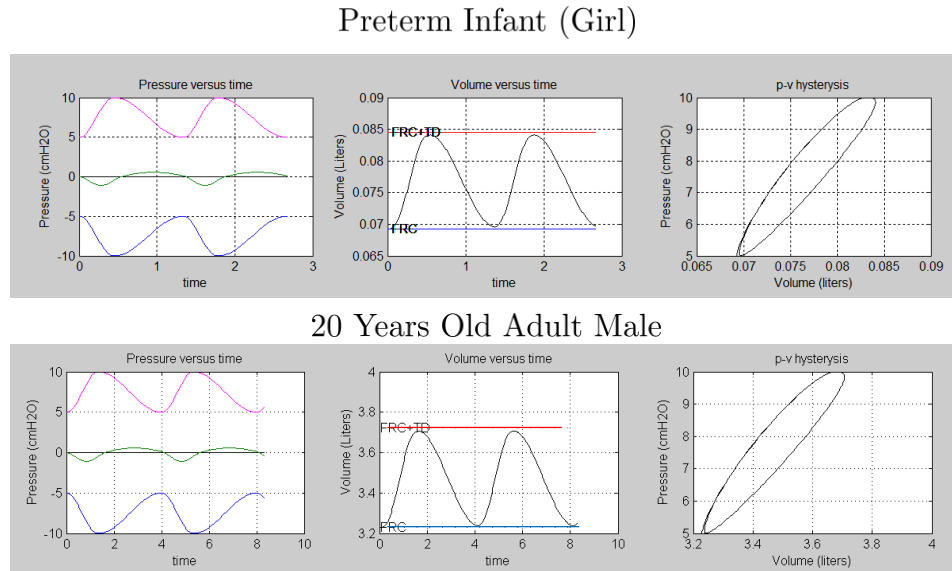 Preterm Infant (Girl)
Pressure versus time
Pressure (cmH2O)
10
5
0
-5
-10
0 1 2 3
time
Volume versus time
Volume (Liters)
0.09
0.085
0.08
0.075
0.07
0.065
FRC+TD
FRC
0 1 2 3
time
p-v hysterysis
Pressure (cmH2O)
10
9
8
7
6
5
0.065 0.07 0.075 0.08 0.085 0.09
Volume (liters)
20 Years Old Adult Male
Pressure versus time
Pressure (cmH2O)
10
5
0
-5
-10
0 2 4 6 8 10
time
Volume versus time
Volume (Liters)
4
3.8
3.6
3.4
3.2
FRC+TD
FRC
0 2 4 6 8 10
time
p-v hysterysis
Pressure (cmH2O)
10
9
8
7
6
5
3.2 3.4 3.6 3.8 4
Volume (liters)